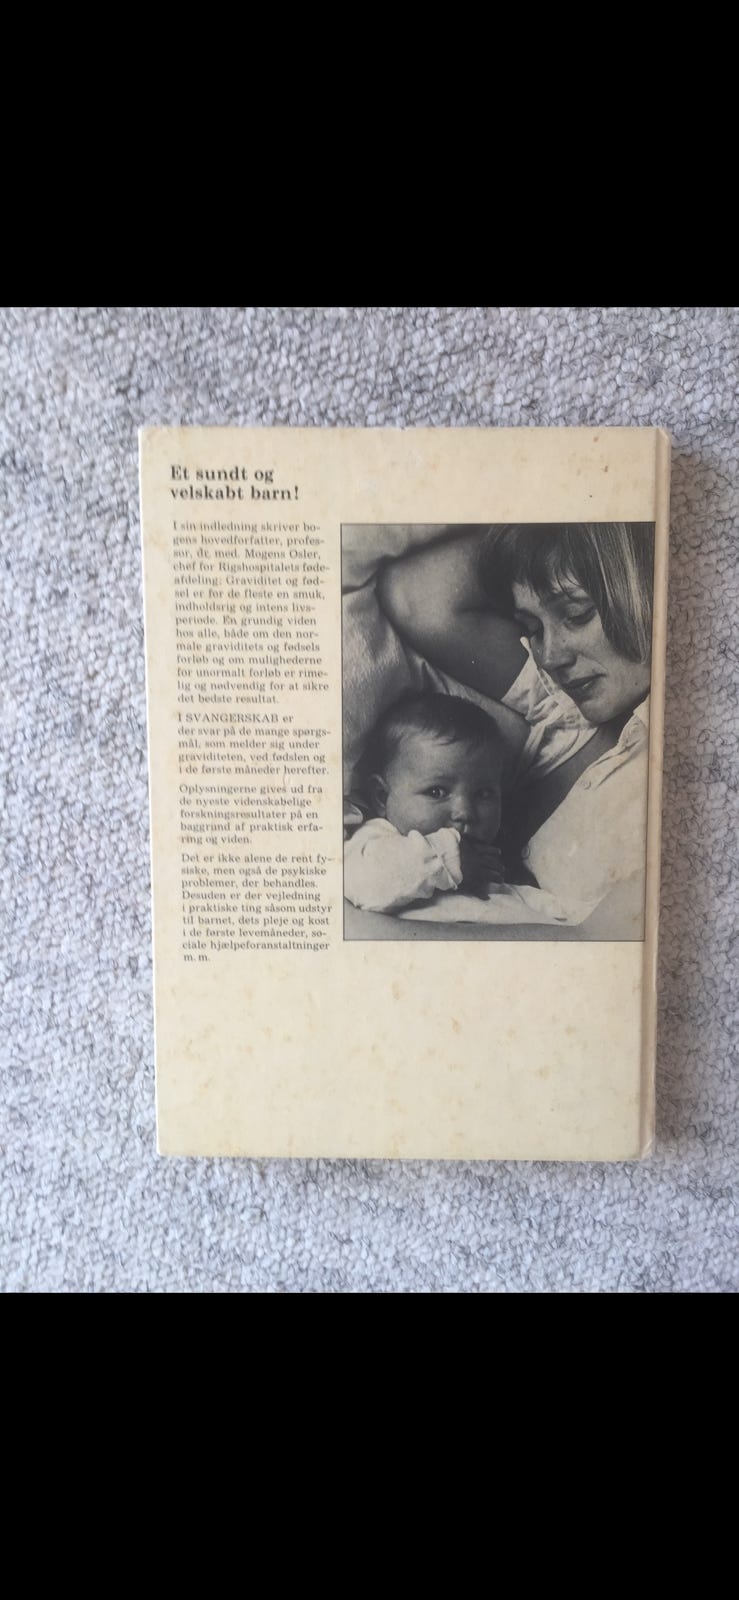 Et sundt og
velskabt barn!
I sin indledning skriver bo-
gens hovedforfatter, profes-
sor, dr. med. Mogens Osler,
chef for Rigshospitalets føde-
afdeling: Graviditet og fød-
sel er for de fleste en smuk,
indholdsrig og intens livs-
periode. En grundig viden
hos alle, både om den nor-
male graviditets og fødsels
forløb og om mulighederne
for unormalt forløb er rime-
lig og nødvendig for at sikre
det bedste resultat.
I SVANGERSKAB er
der svar på de mange spørgs-
mål, som melder sig under
graviditeten, ved fødslen og
i de første måneder herefter.
Oplysningerne gives ud fra
de nyeste videnskabelige
forskningsresultater på en
baggrund af praktisk erfa-
ring og viden.
Det er ikke alene de rent fy-
siske, men også de psykiske
problemer, der behandles.
Desuden er der vejledning
i praktiske ting såsom udstyr
til barnet, dets pleje og kost
i de første levemåneder, so-
ciale hjælpeforanstaltninger
m. m.